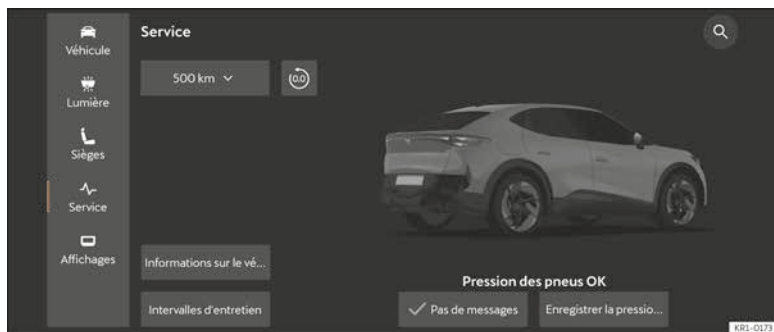 Véhicule
Lumière
Sièges
Service
Affichages
Service
500 km
0.0
Informations sur le vé...
Intervalles d'entretien
Pression des pneus OK
Pas de messages
Enregistrer la pressio...
KR1-0173